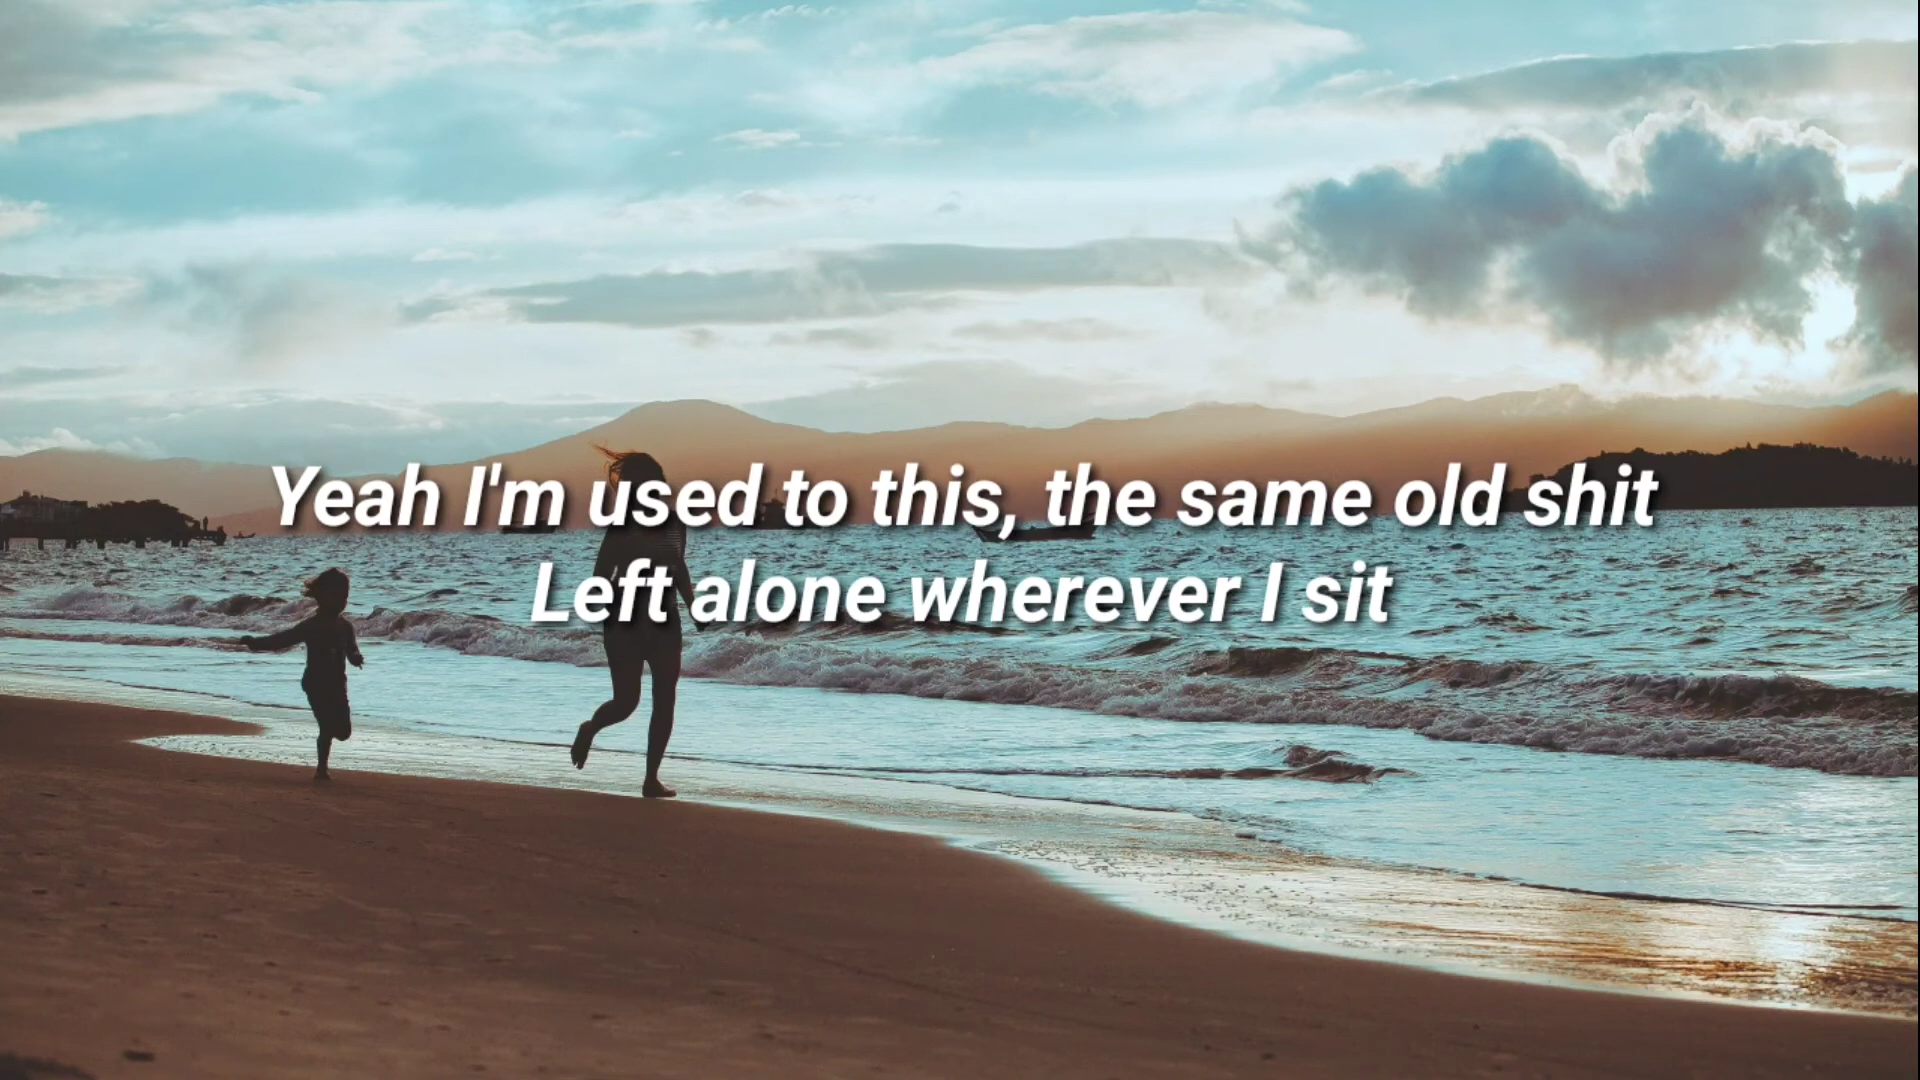 Yeah I'm used to this, the same old shit
Left alone wherever I sit